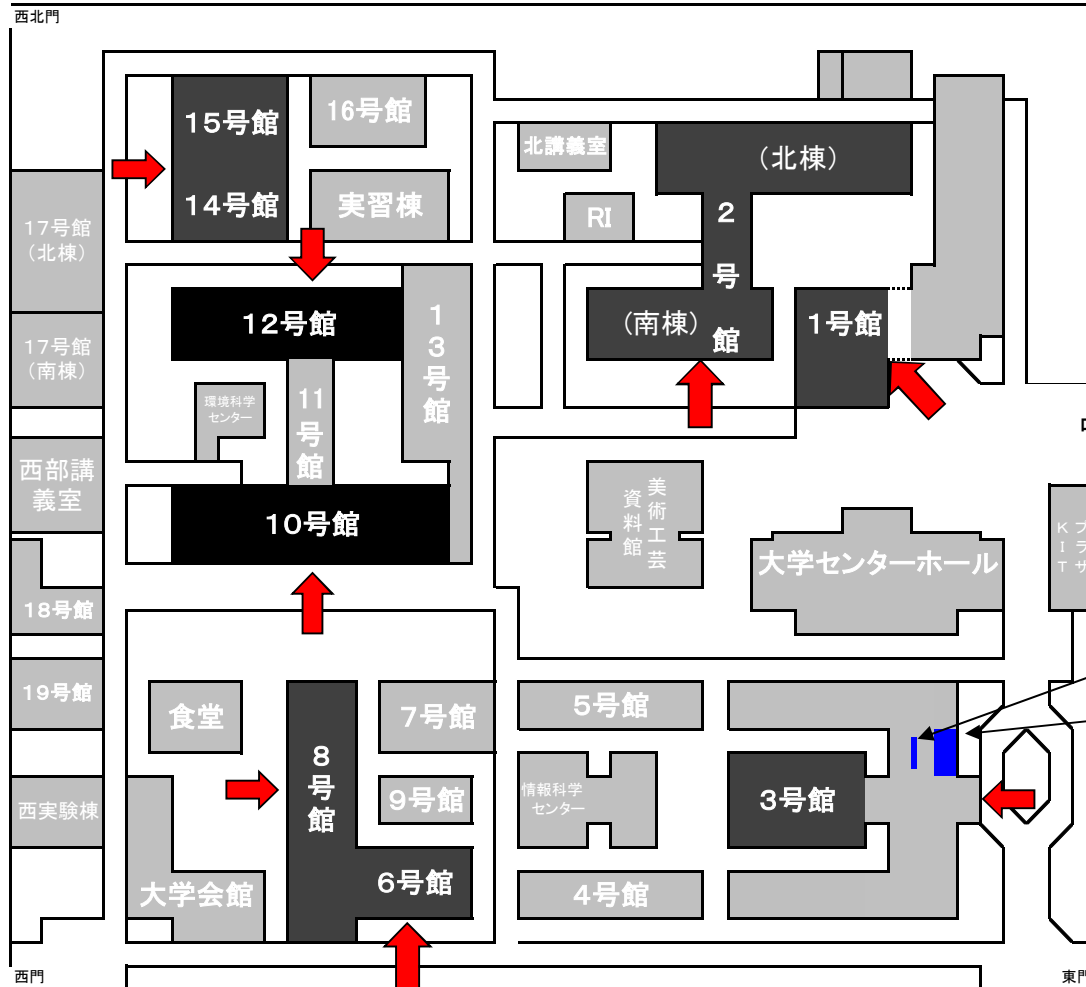 西北門
15号館
14号館
16号館
実習棟
北講義室
RI
(北棟)
2号館
(南棟)
1号館
17号館
(北棟)
17号館
(南棟)
12号館
13号館
11号館
環境科学
センター
10号館
西部講
義室
美術工芸
資料館
大学センターホール
KIT
プラザ
18号館
19号館
食堂
7号館
5号館
8号館
9号館
情報科学
センター
3号館
西実験棟
大学会館
6号館
4号館
西門
東門